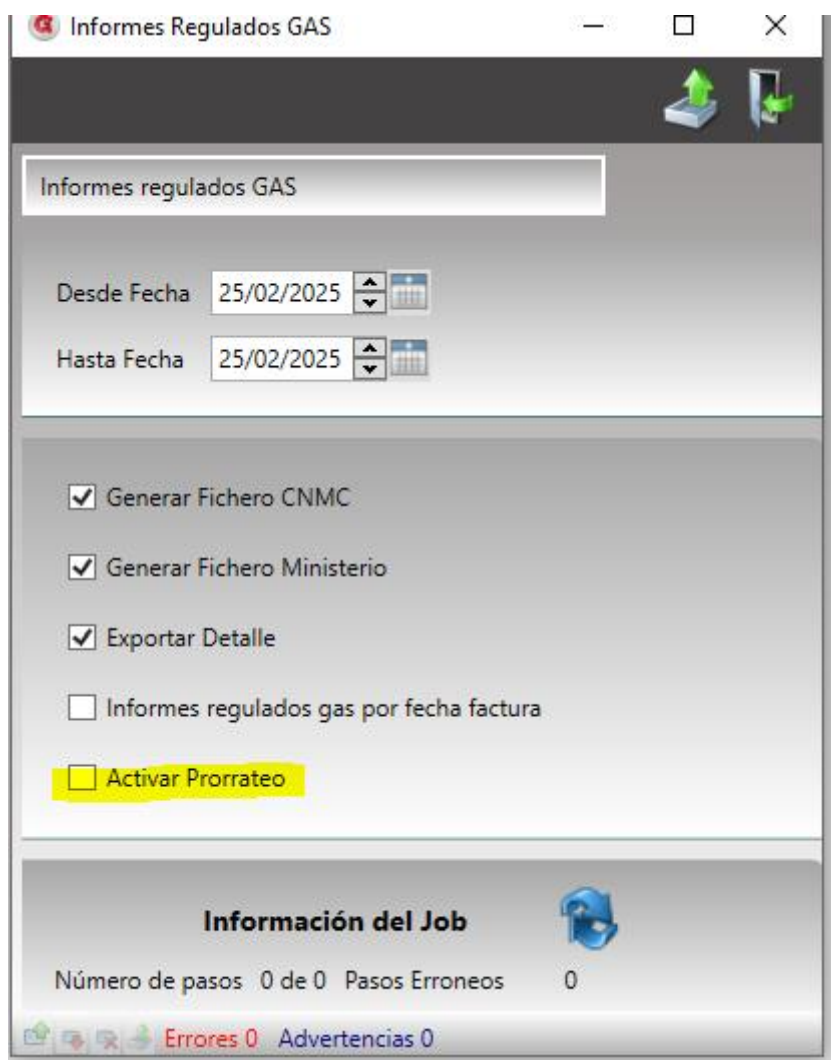 Informes Regulados GAS
Informes regulados GAS
Desde Fecha 25/02/2025
Hasta Fecha 25/02/2025
Generar Fichero CNMC
Generar Fichero Ministerio
Exportar Detalle
Informes regulados gas por fecha factura
Activar Prorrateo
Información del Job
Número de pasos 0 de 0 Pasos Erroneos 0
Errores 0 Advertencias 0